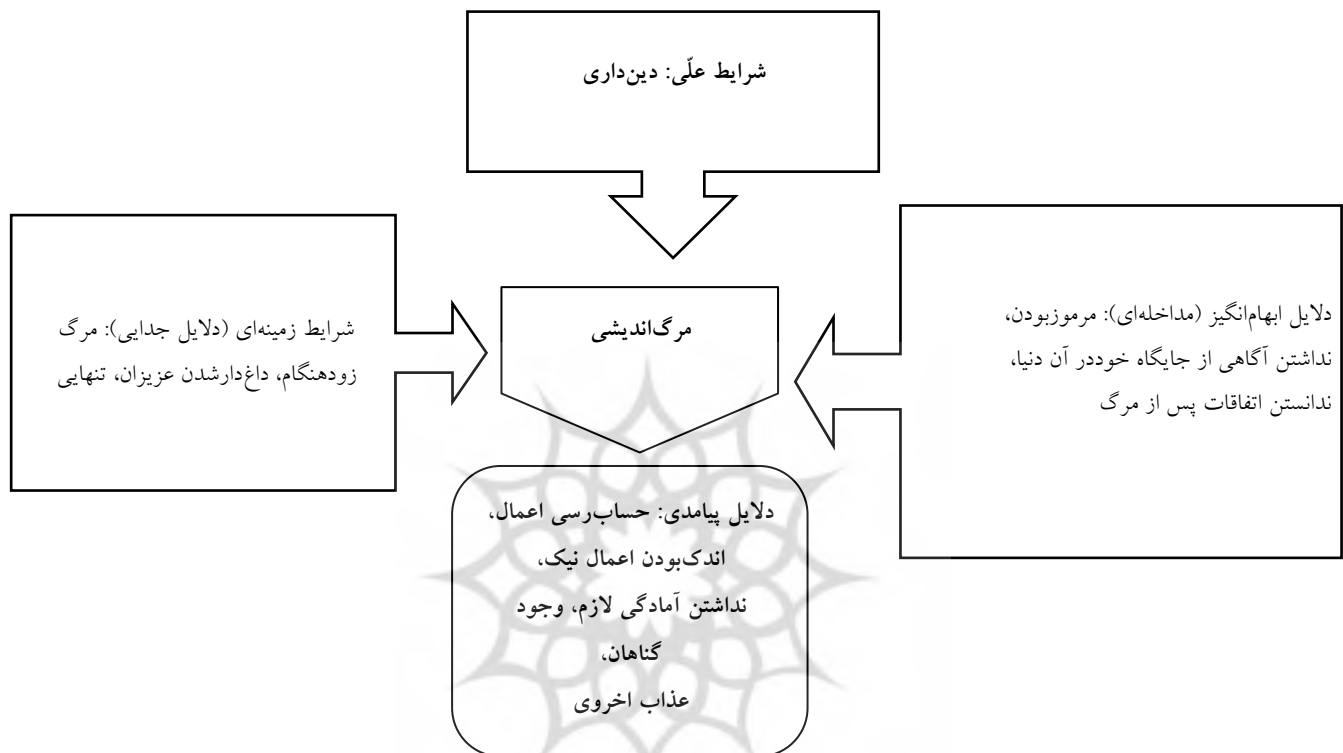 شرایط علّی: دین‌داری
دلایل ابهام‌انگیز (مداخله‌ای): مرموزبودن،
نداشتن آگاهی از جایگاه خوددر آن دنیا،
ندانستن اتفاقات پس از مرگ
مرگ‌اندیشی
شرایط زمینه‌ای (دلایل جدایی): مرگ
زودهنگام، داغ‌دارشدن عزیزان، تنهایی
دلایل پیامدی: حساب‌رسی اعمال،
اندک‌بودن اعمال نیک،
نداشتن آمادگی لازم، وجود
گناهان،
عذاب اخروی